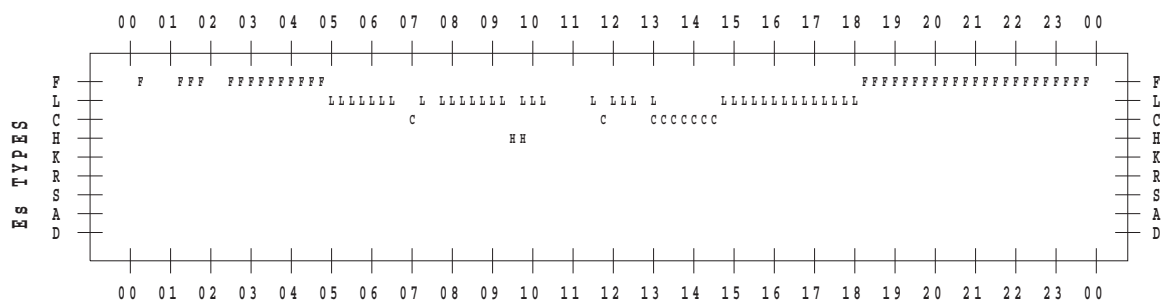 00 01 02 03 04 05 06 07 08 09 10 11 12 13 14 15 16 17 18 19 20 21 22 23 00
Es TYPES
F F FFF FFFFFFFFFF FFFFFFFFFFFFFFFFFFFFFFF F
L LLLLLLL L LLLLLLL LLL L LLL L LLLLLLLLLLLLLL L
C C C CCCCCCC C
H HH H
K K
R R
S S
A A
D D
00 01 02 03 04 05 06 07 08 09 10 11 12 13 14 15 16 17 18 19 20 21 22 23 00